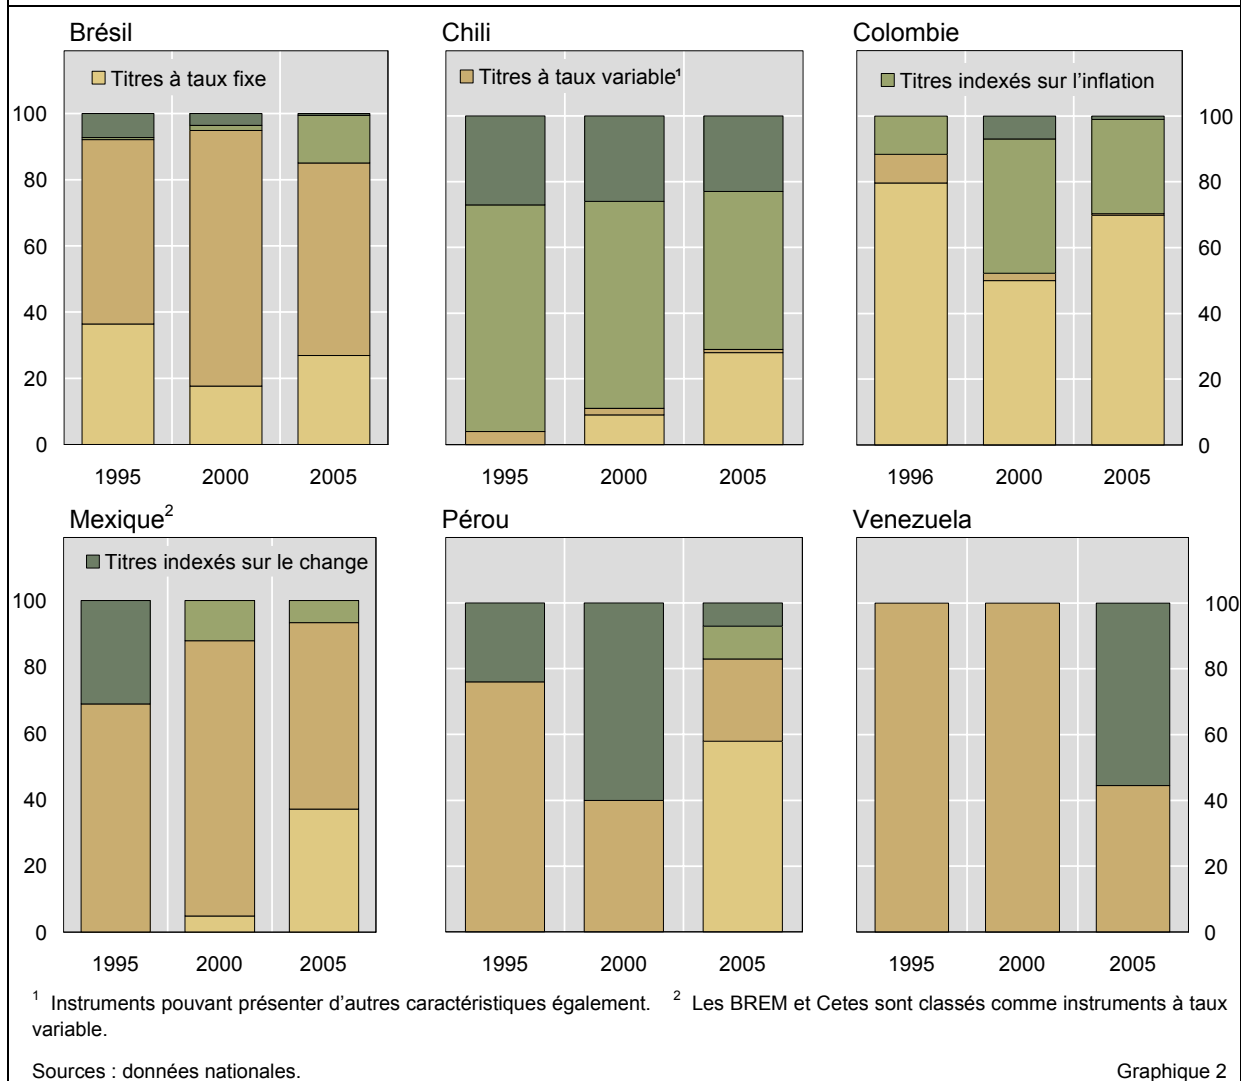 Brésil Chili Colombie
Titres à taux fixe Titres à taux variable¹ Titres indexés sur l'inflation
100 100
80 80
60 60
40 40
20 20
0 0
1995 2000 2005 1995 2000 2005 1996 2000 2005
Mexique² Pérou Venezuela
Titres indexés sur le change
100 100
80 80
60 60
40 40
20 20
0 0
1995 2000 2005 1995 2000 2005 1995 2000 2005
¹ Instruments pouvant présenter d'autres caractéristiques également. ² Les BREM et Cetes sont classés comme instruments à taux
variable.
Sources : données nationales. Graphique 2